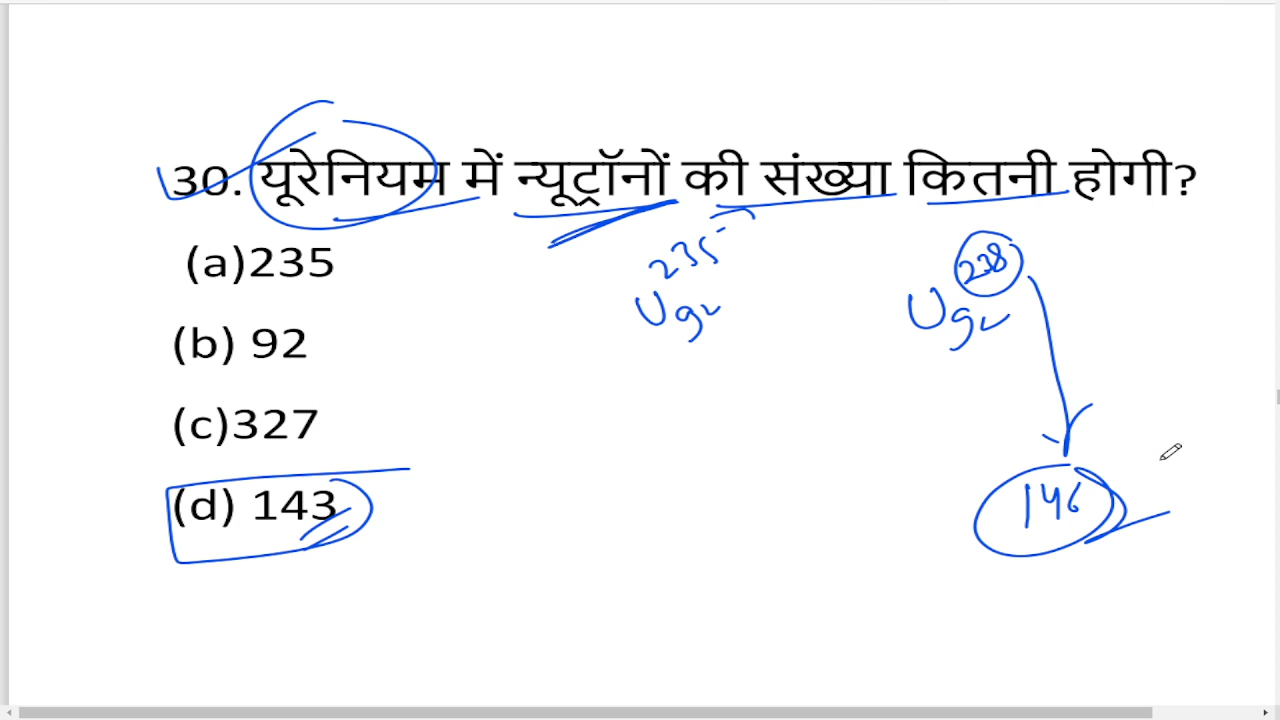 30. यूरेनियम में न्यूट्रॉनों की संख्या कितनी होगी?
(a)235
235
238
U92
U92
(b) 92
(c)327
(d) 143
146